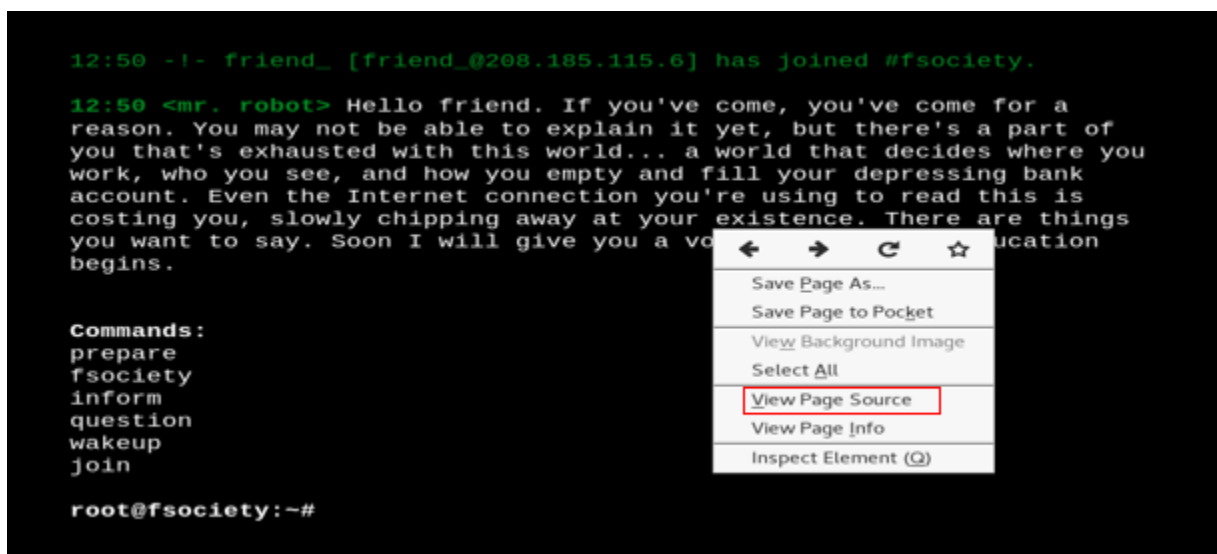 12:50 -!- friend_ [friend_@208.185.115.6] has joined #fsociety.
12:50 <mr. robot> Hello friend. If you've come, you've come for a
reason. You may not be able to explain it yet, but there's a part of
you that's exhausted with this world... a world that decides where you
work, who you see, and how you empty and fill your depressing bank
account. Even the Internet connection you're using to read this is
costing you, slowly chipping away at your existence. There are things
you want to say. Soon I will give you a
begins.
Save Page As...
Save Page to Pocket
View Background Image
Select All
View Page Source
View Page Info
Inspect Element (Q)
Commands:
prepare
fsociety
inform
question
wakeup
join
root@fsociety:~#